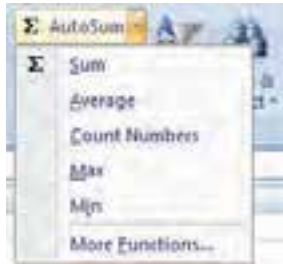 Σ AutoSum
Σ Sum
Average
Count Numbers
Max
Min
More Functions...